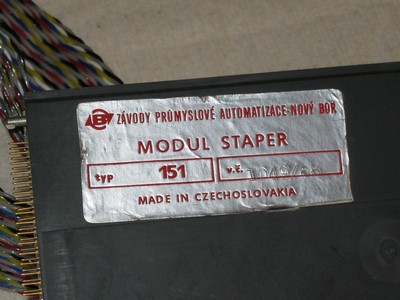 ZÁVODY PRŮMYSLOVÉ AUTOMATIZACE-NOVÝ BOR
MODUL STAPER
typ 151 v.č.
MADE IN CZECHOSLOVAKIA